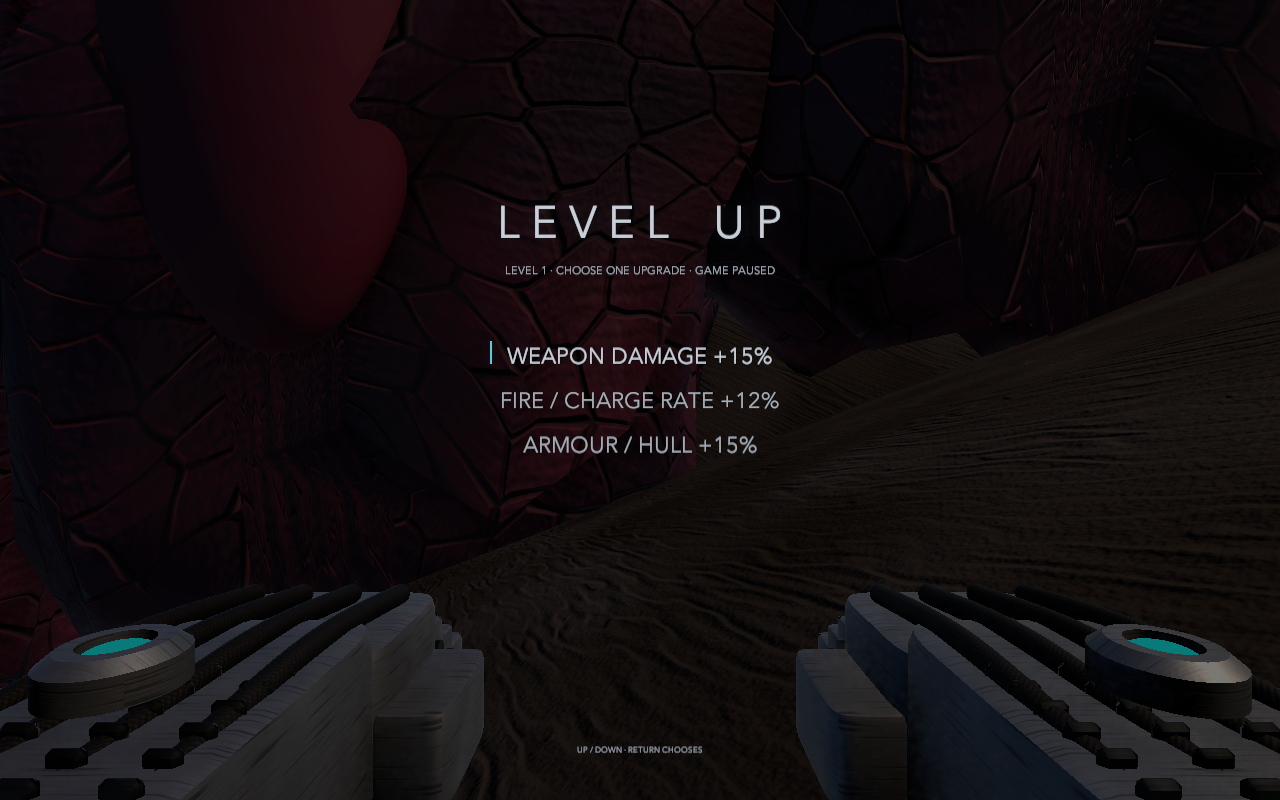 LEVEL UP
LEVEL 1 · CHOOSE ONE UPGRADE · GAME PAUSED
WEAPON DAMAGE +15%
FIRE / CHARGE RATE +12%
ARMOUR / HULL +15%
UP / DOWN · RETURN CHOOSES